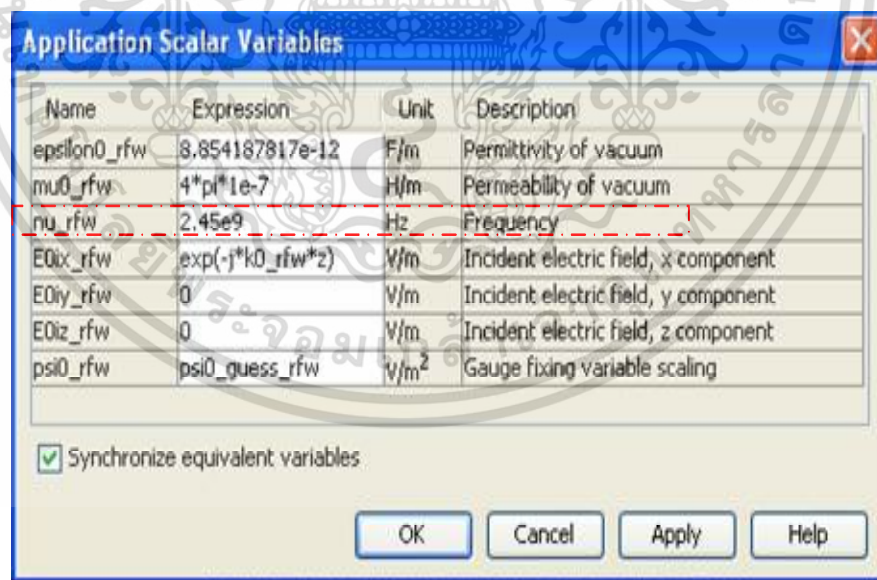 Application Scalar Variables
Name Expression Unit Description
epsilon0_rfw 8.854187817e-12 F/m Permittivity of vacuum
mu0_rfw 4*pi*1e-7 H/m Permeability of vacuum
nu_rfw 2.45e9 Hz Frequency
E0ix_rfw exp(-j*k0_rfw*z) V/m Incident electric field, x component
E0iy_rfw 0 V/m Incident electric field, y component
E0iz_rfw 0 V/m Incident electric field, z component
psi0_rfw psi0_guess_rfw V/m² Gauge fixing variable scaling
Synchronize equivalent variables
OK Cancel Apply Help